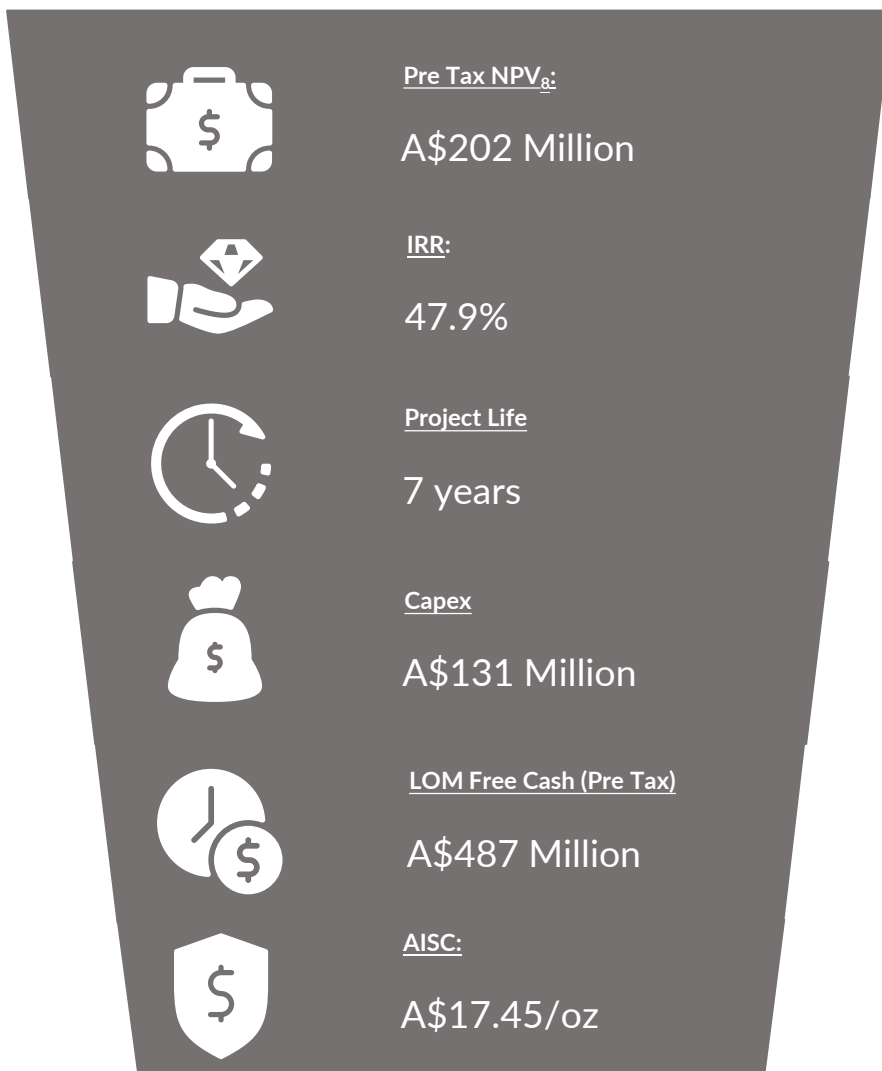 Pre Tax NPV₈:
A$202 Million
IRR:
47.9%
Project Life
7 years
Capex
A$131 Million
LOM Free Cash (Pre Tax)
A$487 Million
AISC:
A$17.45/oz